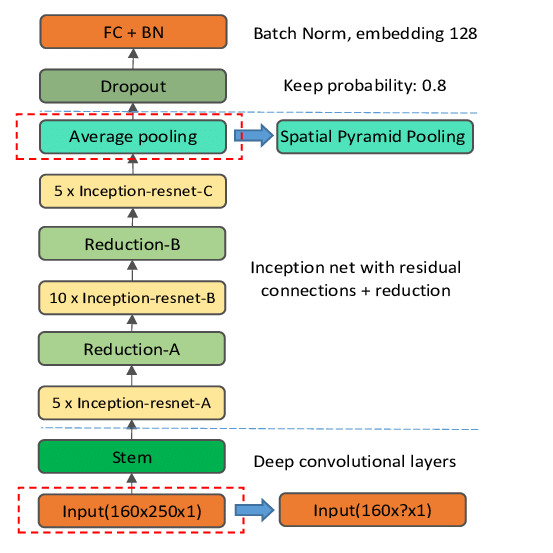 FC + BN
Batch Norm, embedding 128
Dropout
Keep probability: 0.8
Average pooling
Spatial Pyramid Pooling
5 x Inception-resnet-C
Reduction-B
Inception net with residual
connections + reduction
10 x Inception-resnet-B
Reduction-A
5 x Inception-resnet-A
Stem
Deep convolutional layers
Input(160x250x1)
Input(160x?x1)